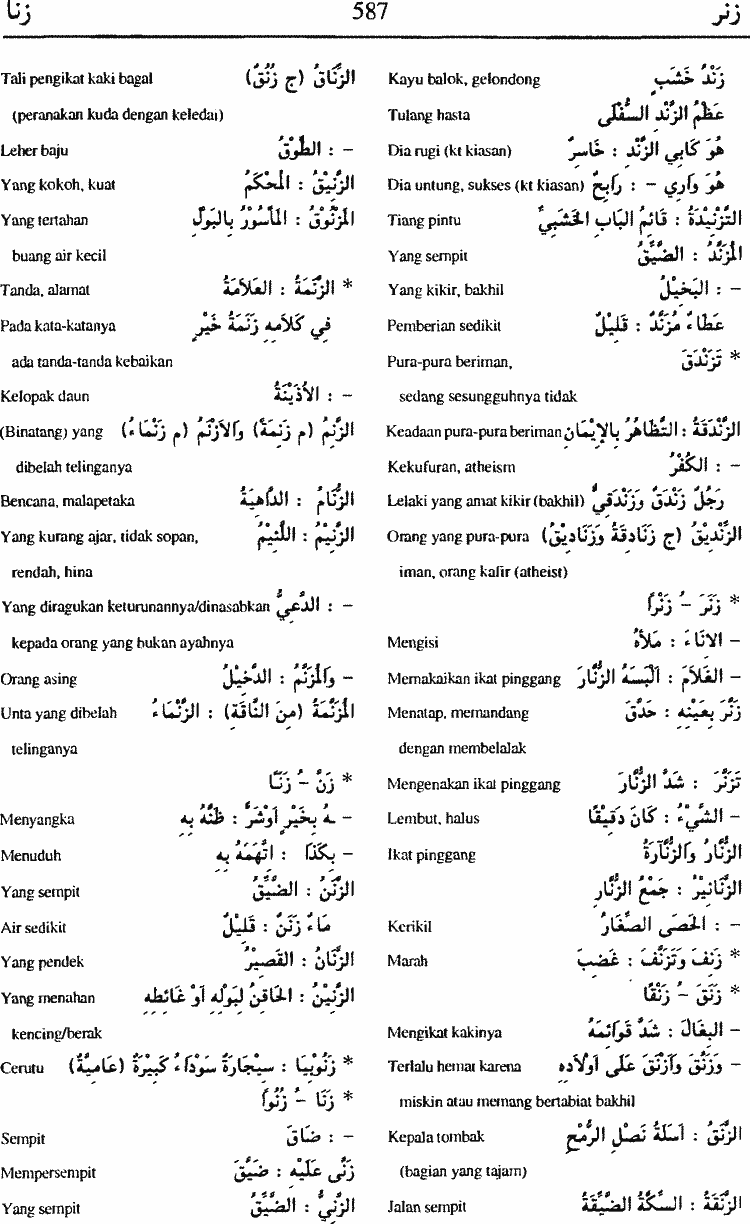 زنر 587 زنا
زَنْدُ خَشَبٍ Kayu balok, gelondong
عَظْمُ الزَّنْدِ السُّفْلَى Tulang hasta
هُوَ كَابِي الزَّنْدِ : خَاسِرٌ Dia rugi (kt kiasan)
هُوَ وَارِي - : رَابِحٌ Dia untung, sukses (kt kiasan)
التَّزْنِيْدَةُ : قَائِمُ البَابِ الخَشَبِيُّ Tiang pintu
المُزَنَّدُ : الضَّيِّقُ Yang sempit
- : البَخِيْلُ Yang kikir, bakhil
عَطَاءٌ مُزَنَّدٌ : قَلِيْلٌ Pemberian sedikit
* تَزَنْدَقَ Pura-pura beriman,
sedang sesungguhnya tidak
الزَّنْدَقَةُ : التَّظَاهُرُ بِالإِيْمَانِ Keadaan pura-pura beriman
- : الكُفْرُ Kekufuran, atheism
رَجُلٌ زَنْدَقٌ وَزَنْدَقِيٌّ Lelaki yang amat kikir (bakhil)
الزِّنْدِيْقُ (ج زَنَادِقَةُ وَزَنَادِيْقُ) Orang yang pura-pura
iman, orang kafir (atheist)
* زَنَرَ - زَنْرًا
- الانَاءَ : مَلأَهُ Mengisi
- الغُلاَمَ : اَلْبَسَهُ الزُّنَّارَ Memakaikan ikat pinggang
زَنَّرَ بِعَيْنِهِ : حَدَّقَ Menatap, memandang
dengan membelalak
تَزَنَّرَ : شَدَّ الزُّنَّارَ Mengenakan ikat pinggang
- الشَّيْءُ : كَانَ دَقِيْقًا Lembut, halus
الزُّنَّارُ وَالزُّنَّارَةُ Ikat pinggang
الزَّنَانِيْرُ : جَمْعُ الزُّنَّارِ
- : الحَصَى الصِّغَارُ Kerikil
* زَنِفَ وَتَزَنَّفَ : غَضِبَ Marah
* زَنَقَ - زَنْقًا
- البِغَالَ : شَدَّ قَوَائِمَهُ Mengikat kakinya
- وَزَنَّقَ وَاَزْنَقَ عَلَى اَوْلاَدِهِ Terlalu hemat karena
miskin atau memang bertabiat bakhil
الزَّنَقُ : اَسَلَةُ نَصْلِ الرُّمْحِ Kepala tombak
(bagian yang tajam)
الزَّنَقَةُ : السِّكَّةُ الضَّيِّقَةُ Jalan sempit
الزِّنَاقُ (ج زُنُقٌ) Tali pengikat kaki bagal
(peranakan kuda dengan keledai)
- : الطَّوْقُ Leher baju
الزَّنِيْقُ : المُحْكَمُ Yang kokoh, kuat
المَزْنُوْقُ : المَأْسُوْرُ بِالبَوْلِ Yang tertahan
buang air kecil
* الزَّنَمَةُ : العَلاَمَةُ Tanda, alamat
فِي كَلاَمِهِ زَنَمَةُ خَيْرٍ Pada kata-katanya
ada tanda-tanda kebaikan
- : الأُذَيْنَةُ Kelopak daun
الزَّنِمُ (م زَنِمَةٌ) وَالأَزْنَمُ (م زَنْمَاءُ) (Binatang) yang
dibelah telinganya
الزُّنَامُ : الدَّاهِيَةُ Bencana, malapetaka
الزَّنِيْمُ : اللَّئِيْمُ Yang kurang ajar, tidak sopan,
rendah, hina
- : الدَّعِيُّ Yang diragukan keturunannya/dinasabkan
kepada orang yang bukan ayahnya
- وَالمُزَنَّمُ : الدَّخِيْلُ Orang asing
المُزَنَّمَةُ (مِنَ النَّاقَةِ) : الزَّنْمَاءُ Unta yang dibelah
telinganya
* زَنَّ - زَنًّا
- ـهُ بِخَيْرٍ اَوْشَرٍّ : ظَنَّهُ بِهِ Menyangka
- بِكَذَا : اتَّهَمَهُ بِهِ Menuduh
الزَّنَنُ : الضَّيِّقُ Yang sempit
مَاءٌ زَنَنٌ : قَلِيْلٌ Air sedikit
الزَّنَّانُ : القَصِيْرُ Yang pendek
الزِّنِّيْنُ : الحَاقِنُ لِبَوْلِهِ اَوْ غَائِطِهِ Yang menahan
kencing/berak
* زَنُوْبِيَا : سِيْجَارَةٌ سَوْدَاءُ كَبِيْرَةٌ (عَامِيَّةٌ) Cerutu
* زَنَا - زُنُوًّا
- : ضَاقَ Sempit
زَنَّى عَلَيْهِ : ضَيَّقَ Mempersempit
الزَّنِيُّ : الضَّيِّقُ Yang sempit